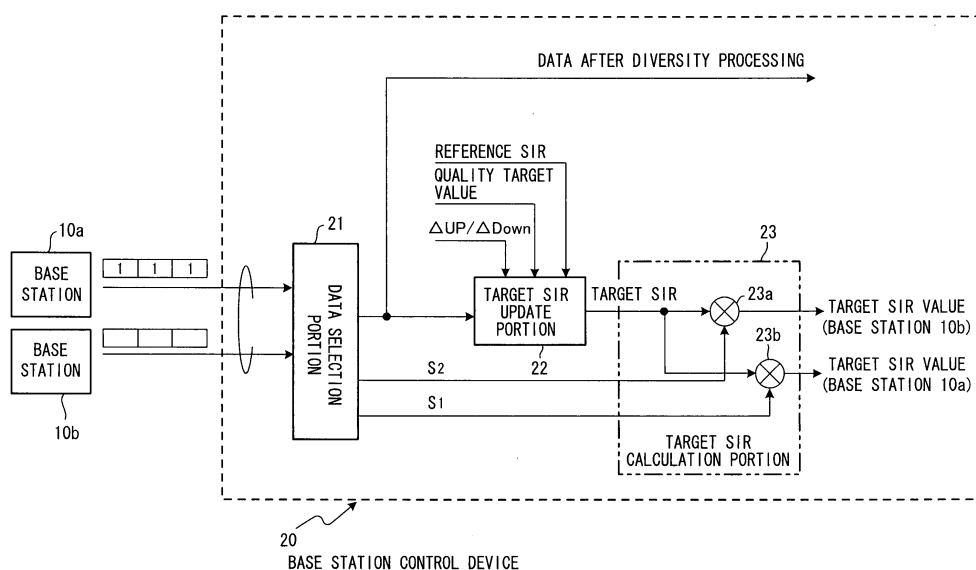 DATA AFTER DIVERSITY PROCESSING
REFERENCE SIR
QUALITY TARGET
VALUE
△UP/△Down
10a
BASE
STATION
1 1 1
BASE
STATION
10b
21
DATA SELECTION
PORTION
TARGET SIR
UPDATE
PORTION
22
TARGET SIR
23
23a
23b
TARGET SIR VALUE
(BASE STATION 10b)
TARGET SIR VALUE
(BASE STATION 10a)
S2
S1
TARGET SIR
CALCULATION PORTION
20
BASE STATION CONTROL DEVICE